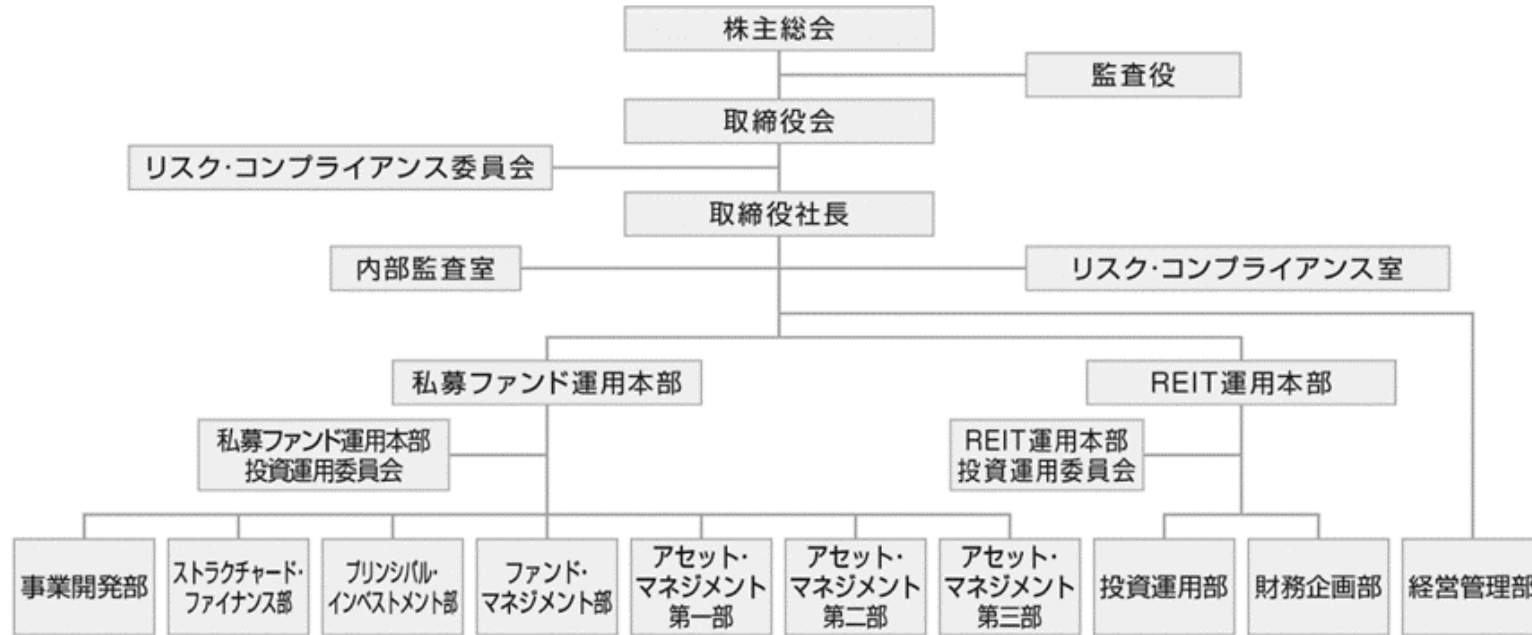 株主総会
監査役
取締役会
リスク・コンプライアンス委員会
取締役社長
内部監査室
リスク・コンプライアンス室
私募ファンド運用本部
REIT運用本部
私募ファンド運用本部
投資運用委員会
REIT運用本部
投資運用委員会
事業開発部
ストラクチャード・
ファイナンス部
プリンシパル・
インベストメント部
ファンド・
マネジメント部
アセット・
マネジメント
第一部
アセット・
マネジメント
第二部
アセット・
マネジメント
第三部
投資運用部
財務企画部
経営管理部